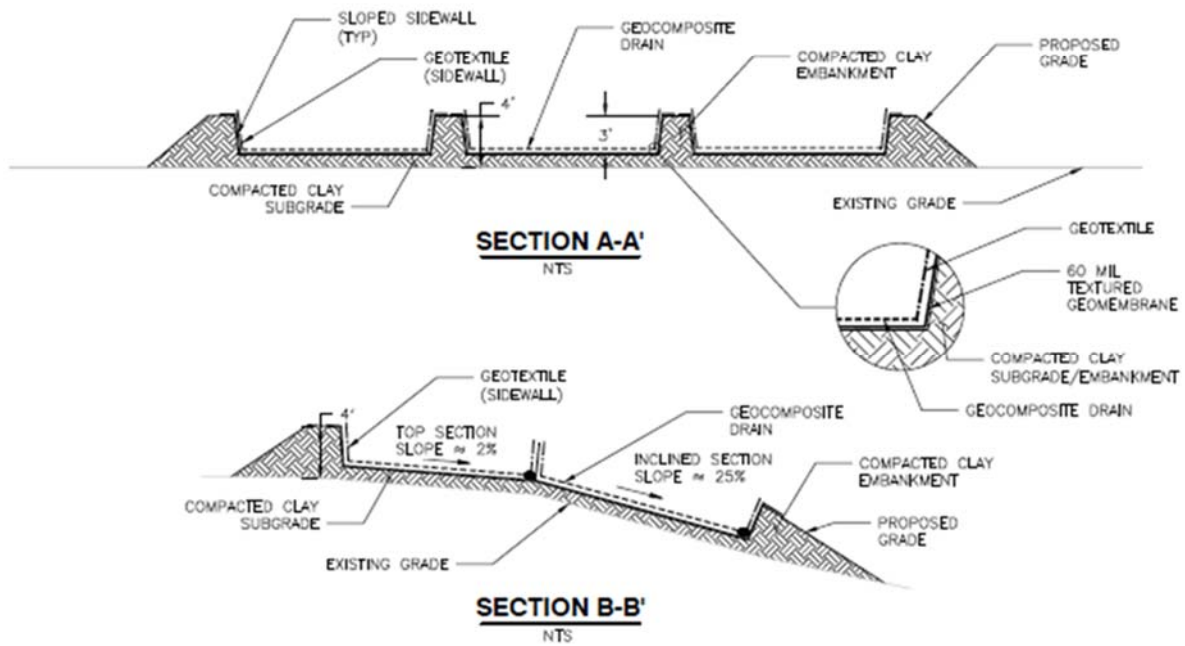 SLOPED SIDEWALL
(TYP)
GEOTEXTILE
(SIDEWALL)
4'
GEOCOMPOSITE
DRAIN
3'
COMPACTED CLAY
EMBANKMENT
PROPOSED
GRADE
COMPACTED CLAY
SUBGRADE
EXISTING GRADE
SECTION A-A'
NTS
GEOTEXTILE
60 MIL
TEXTURED
GEOMEMBRANE
COMPACTED CLAY
SUBGRADE/EMBANKMENT
GEOCOMPOSITE DRAIN
GEOTEXTILE
(SIDEWALL)
4'
TOP SECTION
SLOPE ≈ 2%
GEOCOMPOSITE
DRAIN
INCLINED SECTION
SLOPE ≈ 25%
COMPACTED CLAY
EMBANKMENT
COMPACTED CLAY
SUBGRADE
PROPOSED
GRADE
EXISTING GRADE
SECTION B-B'
NTS